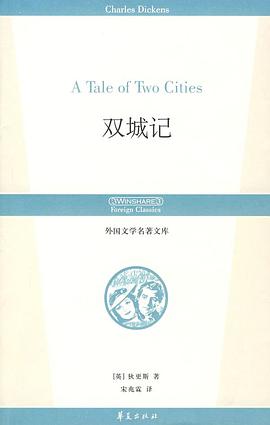 Charles Dickens
A Tale of Two Cities
双城记
WINSHARE
Foreign Classics
外国文学名著文库
[英] 狄更斯 著
宋兆霖 译
华夏出版社